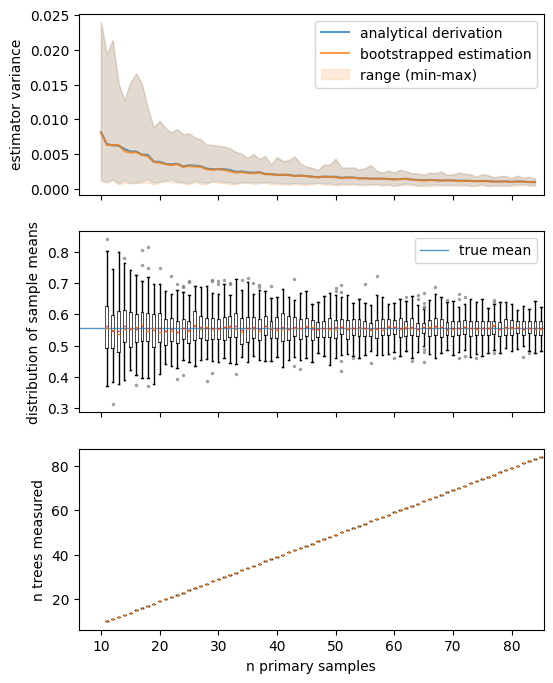 0.025
0.020
0.015
0.010
0.005
0.000
estimator variance
analytical derivation
bootstrapped estimation
range (min-max)
0.8
0.7
0.6
0.5
0.4
0.3
distribution of sample means
true mean
80
60
40
20
n trees measured
10 20 30 40 50 60 70 80
n primary samples